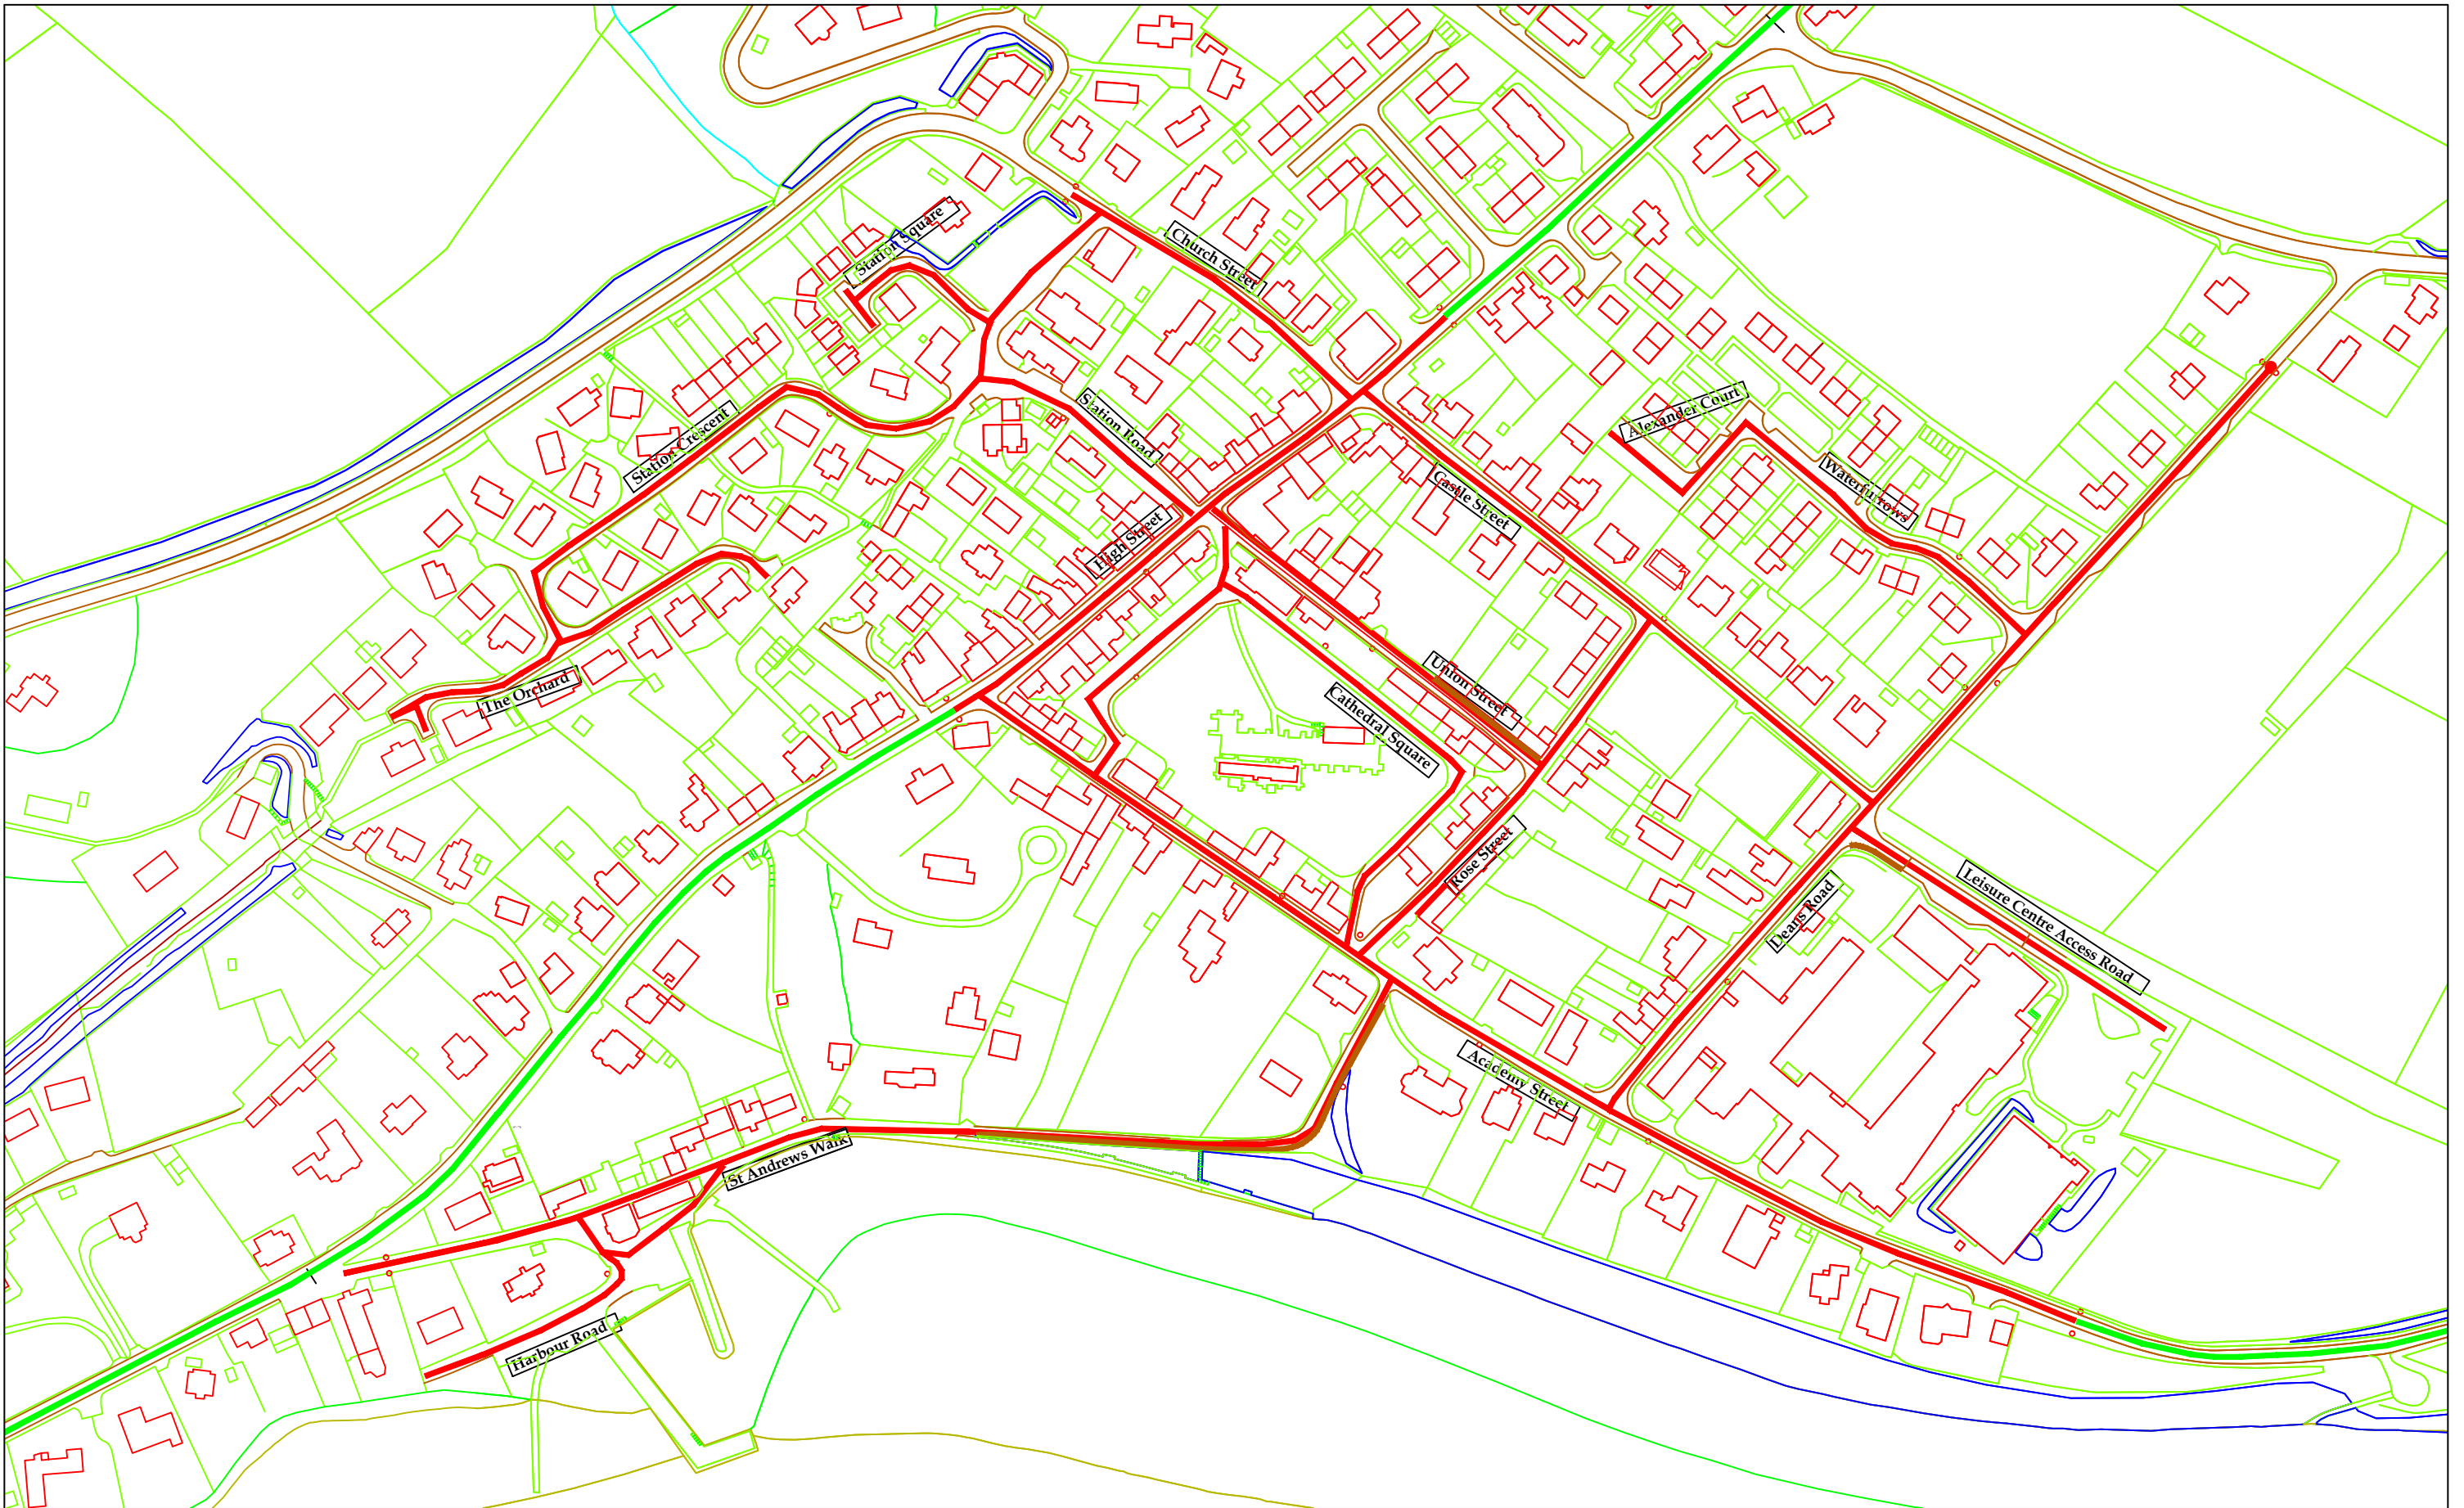 Station Square
Church Street
Station Crescent
Station Road
Alexander Court
Waterfurrows
Castle Street
High Street
The Orchard
Union Street
Cathedral Square
Rose Street
Deans Road
Leisure Centre Access Road
Academy Street
St Andrews Walk
Harbour Road